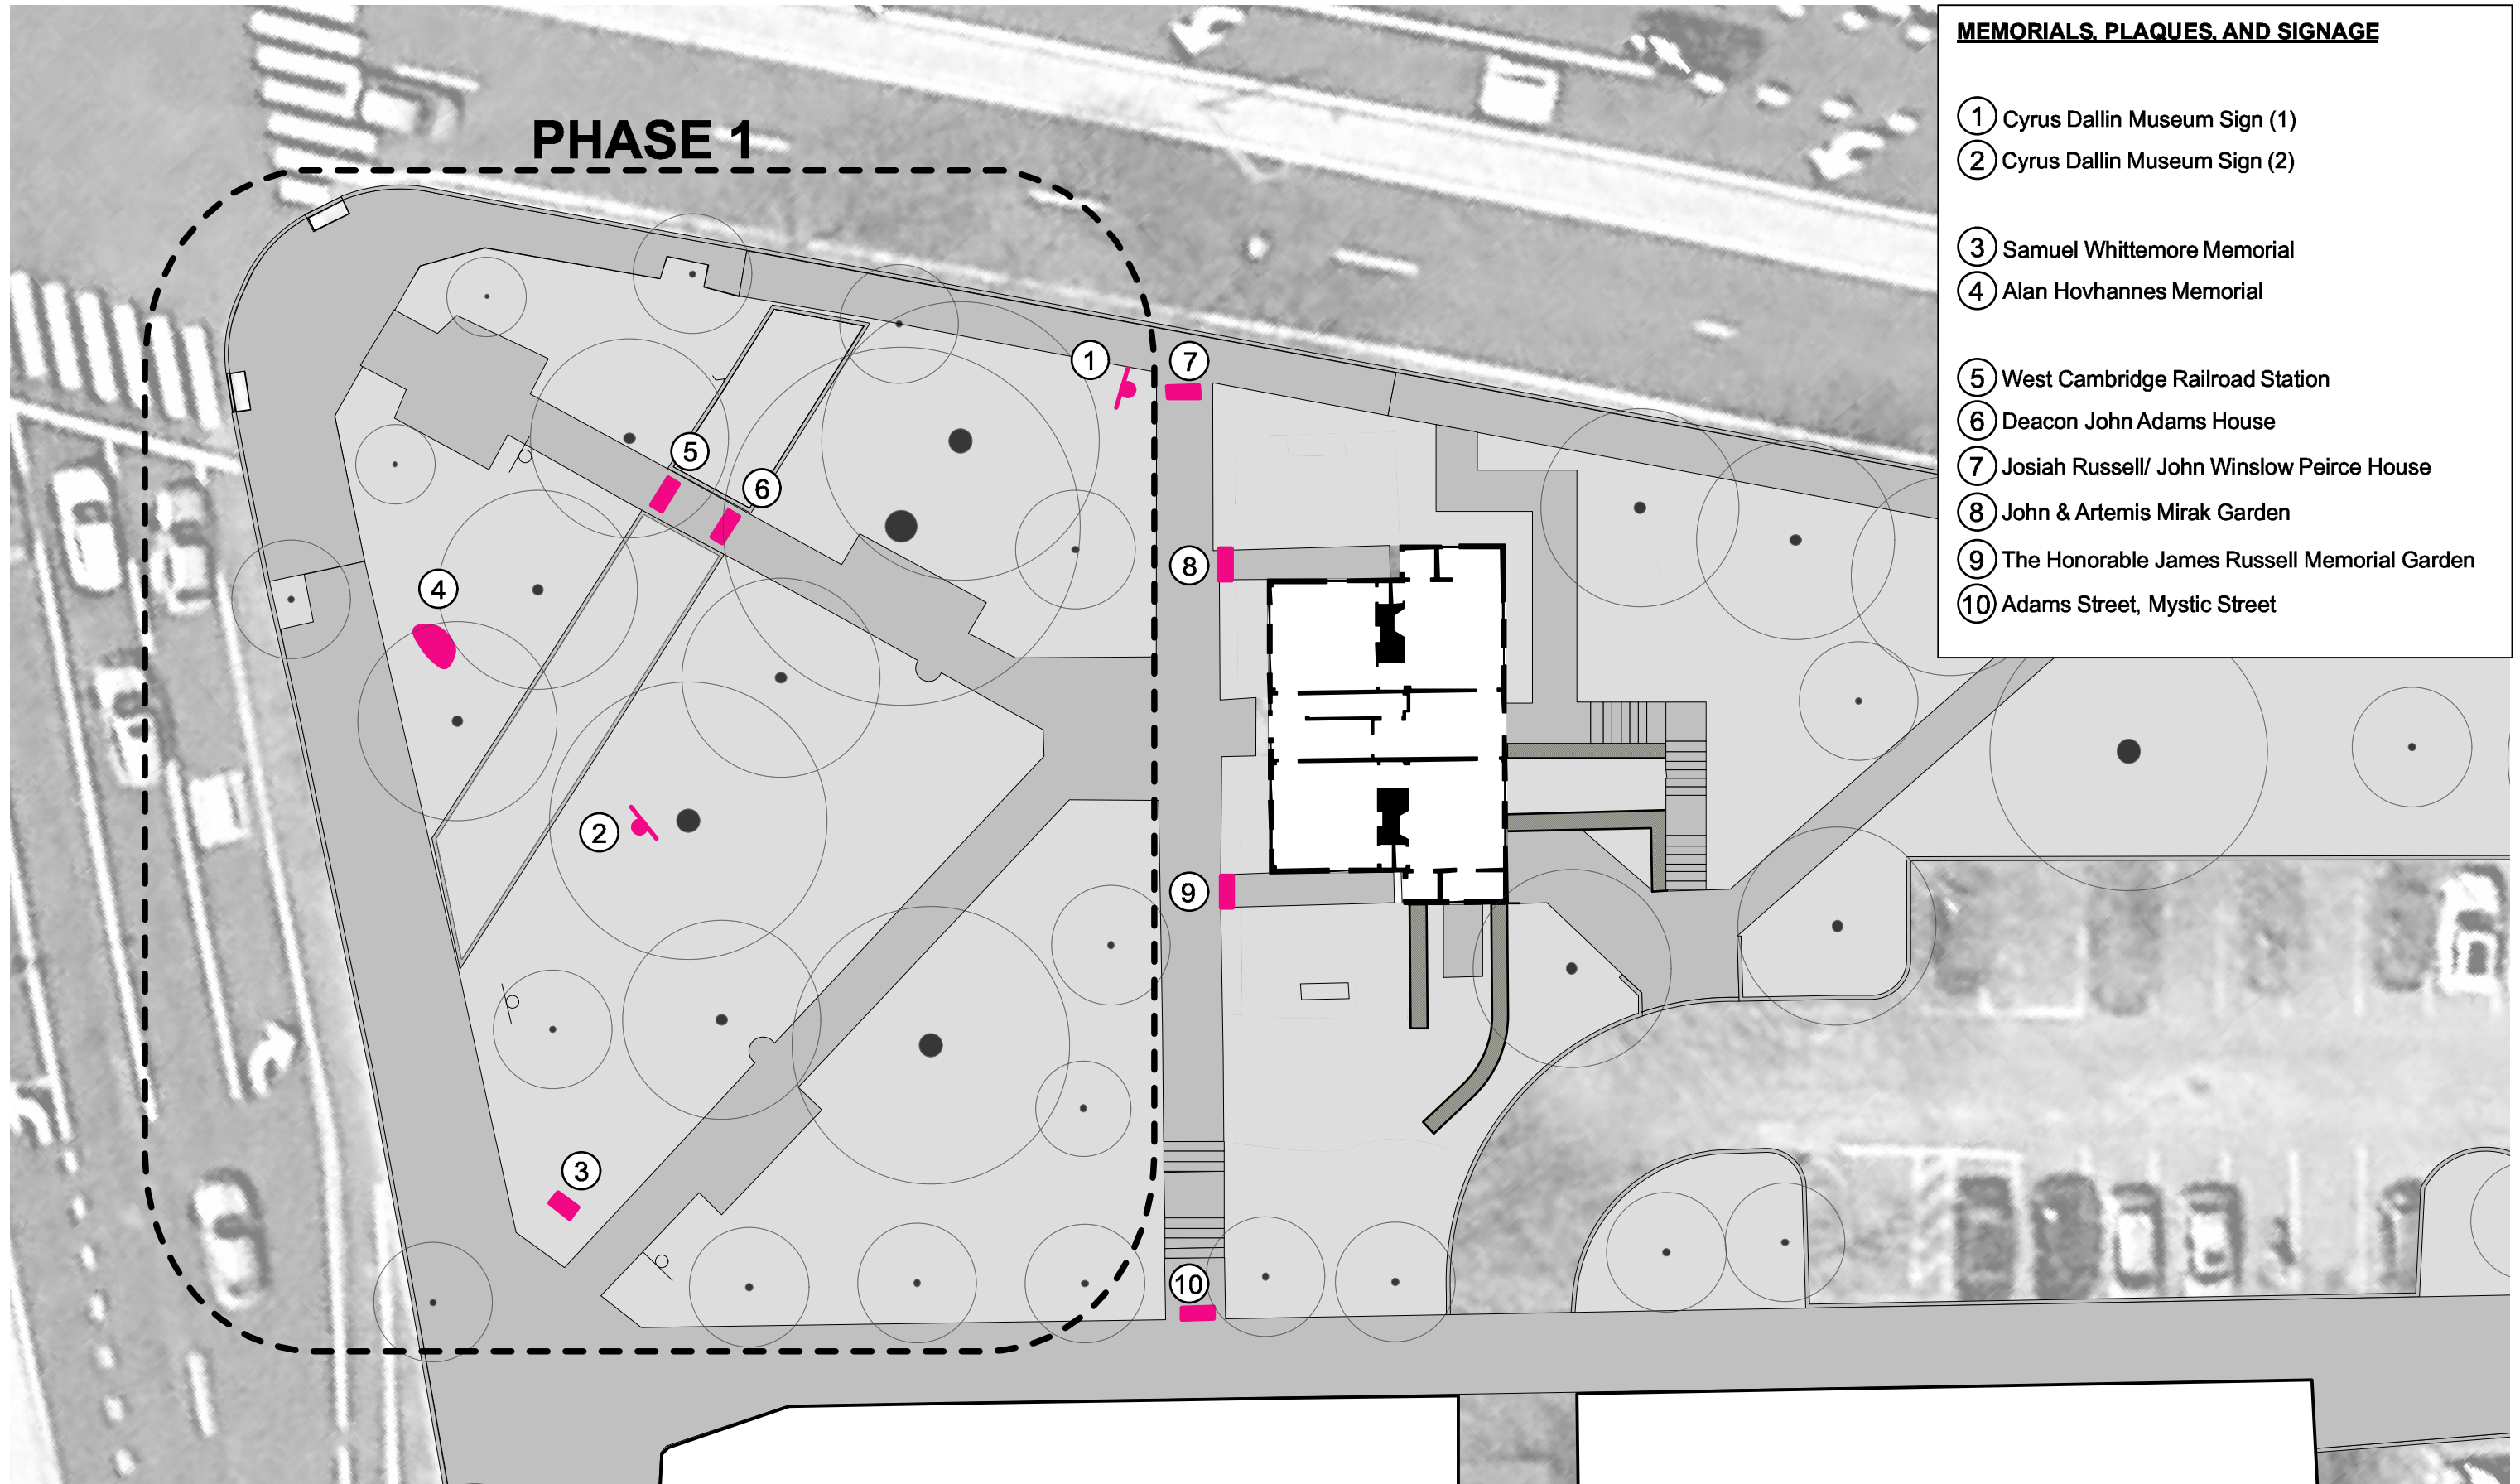 PHASE 1
MEMORIALS, PLAQUES, AND SIGNAGE
1 Cyrus Dallin Museum Sign (1)
2 Cyrus Dallin Museum Sign (2)
3 Samuel Whittemore Memorial
4 Alan Hovhannes Memorial
5 West Cambridge Railroad Station
6 Deacon John Adams House
7 Josiah Russell/ John Winslow Peirce House
8 John & Artemis Mirak Garden
9 The Honorable James Russell Memorial Garden
10 Adams Street, Mystic Street
1
7
5
6
8
4
2
9
3
10